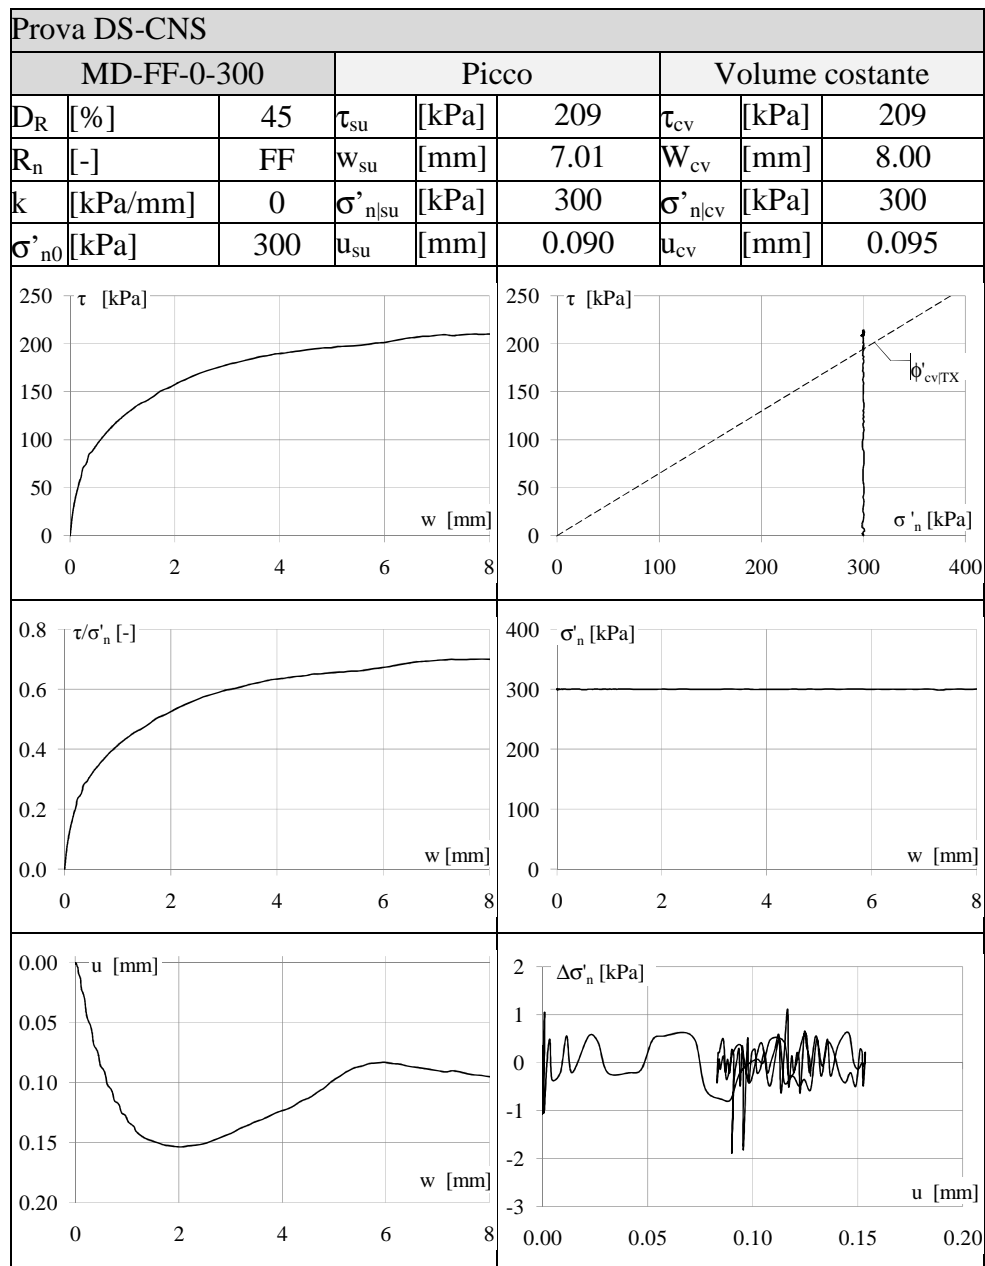 Prova DS-CNS
MD-FF-0-300 Picco Volume costante
D_R [%] 45 τ_su [kPa] 209 τ_cv [kPa] 209
R_n [-] FF w_su [mm] 7.01 W_cv [mm] 8.00
k [kPa/mm] 0 σ’_n|su [kPa] 300 σ’_n|cv [kPa] 300
σ’_n0 [kPa] 300 u_su [mm] 0.090 u_cv [mm] 0.095
250 τ [kPa]
200
150
100
50
0
w [mm]
0 2 4 6 8
250 τ [kPa]
200
150
100
50
0
ϕ'_cv|TX
σ'_n [kPa]
0 100 200 300 400
0.8 τ/σ'_n [-]
0.6
0.4
0.2
0.0
w [mm]
0 2 4 6 8
400 σ'_n [kPa]
300
200
100
0
w [mm]
0 2 4 6 8
0.00 u [mm]
0.05
0.10
0.15
0.20
w [mm]
0 2 4 6 8
2 Δσ'_n [kPa]
1
0
-1
-2
-3
u [mm]
0.00 0.05 0.10 0.15 0.20